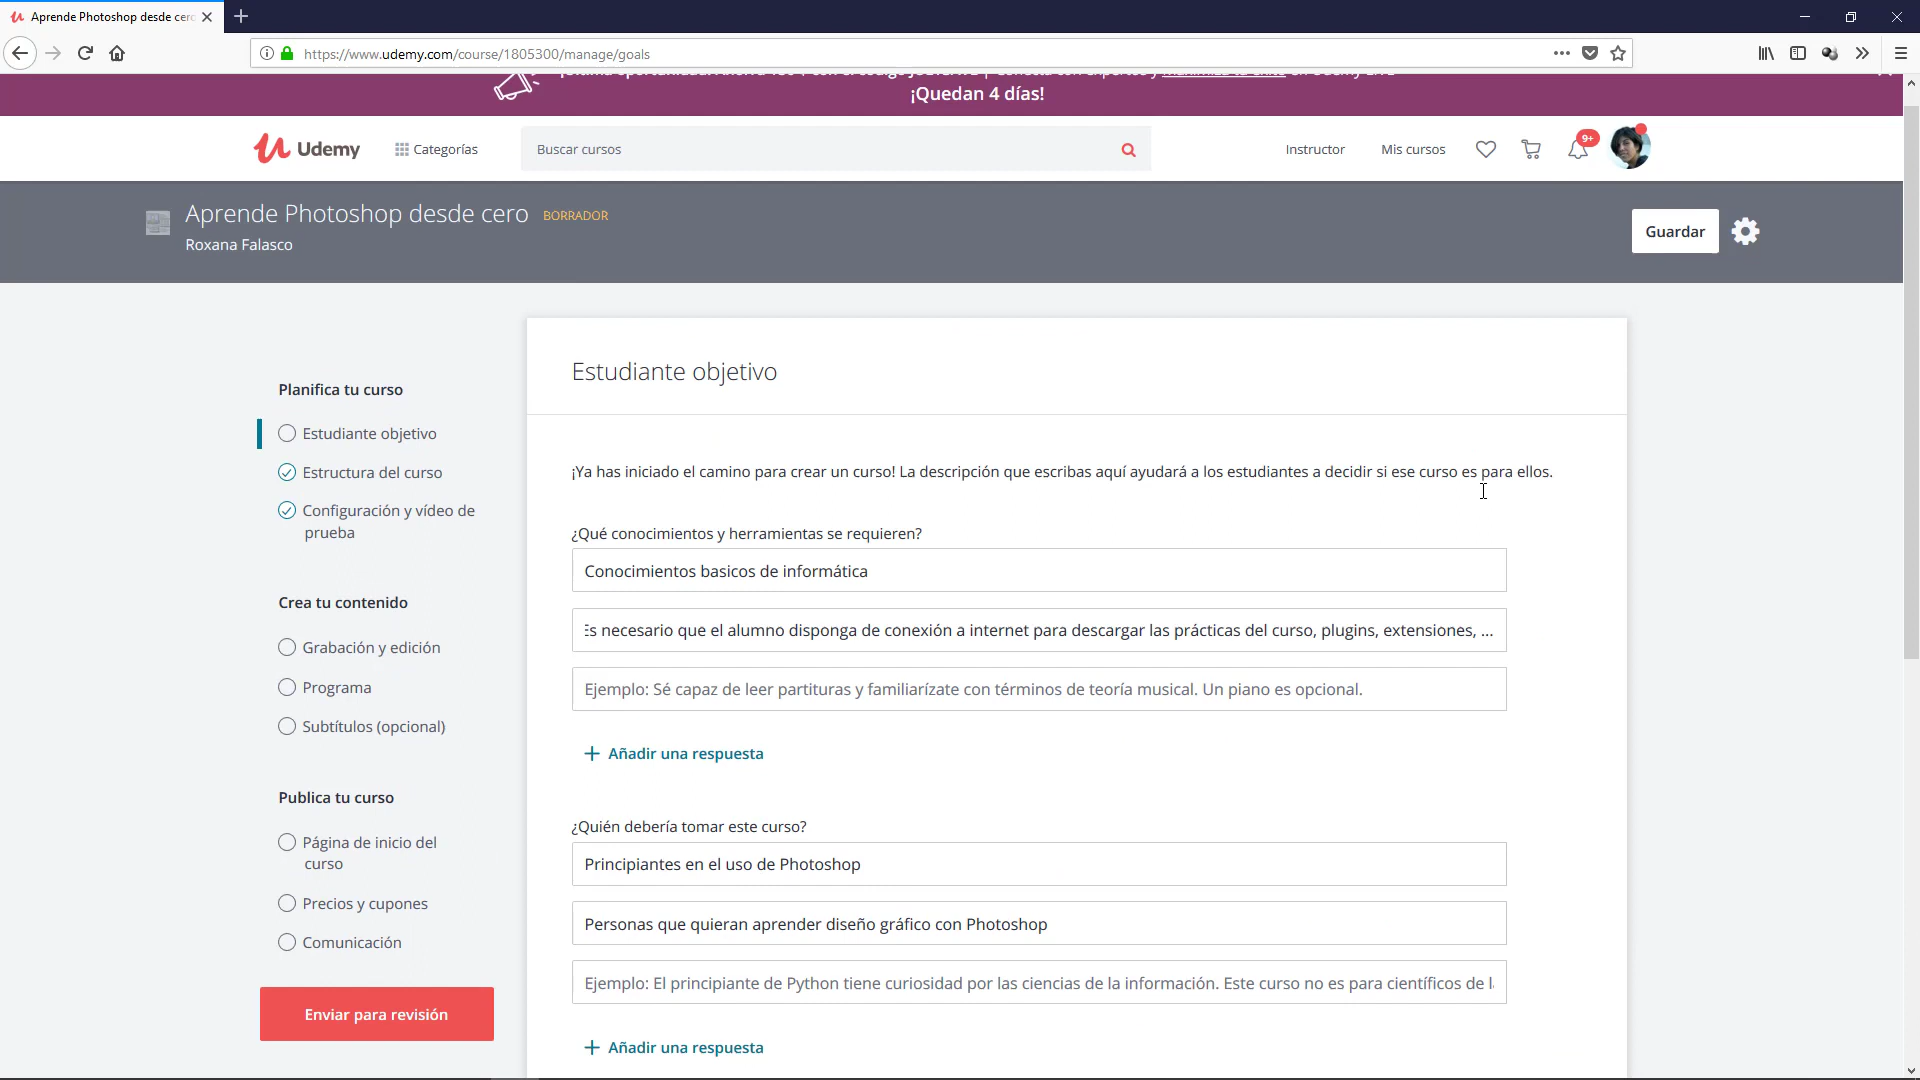 Aprende Photoshop desde cero
https://www.udemy.com/course/1805300/manage/goals
¡Quedan 4 días!
Udemy
Categorías
Buscar cursos
Instructor
Mis cursos
9+
Aprende Photoshop desde cero
BORRADOR
Roxana Falasco
Guardar
Planifica tu curso
Estudiante objetivo
Estructura del curso
Configuración y vídeo de
prueba
Crea tu contenido
Grabación y edición
Programa
Subtítulos (opcional)
Publica tu curso
Página de inicio del
curso
Precios y cupones
Comunicación
Enviar para revisión
Estudiante objetivo
¡Ya has iniciado el camino para crear un curso! La descripción que escribas aquí ayudará a los estudiantes a decidir si ese curso es para ellos.
¿Qué conocimientos y herramientas se requieren?
Conocimientos basicos de informática
Es necesario que el alumno disponga de conexión a internet para descargar las prácticas del curso, plugins, extensiones, ...
Ejemplo: Sé capaz de leer partituras y familiarízate con términos de teoría musical. Un piano es opcional.
+ Añadir una respuesta
¿Quién debería tomar este curso?
Principiantes en el uso de Photoshop
Personas que quieran aprender diseño gráfico con Photoshop
Ejemplo: El principiante de Python tiene curiosidad por las ciencias de la información. Este curso no es para científicos de
+ Añadir una respuesta